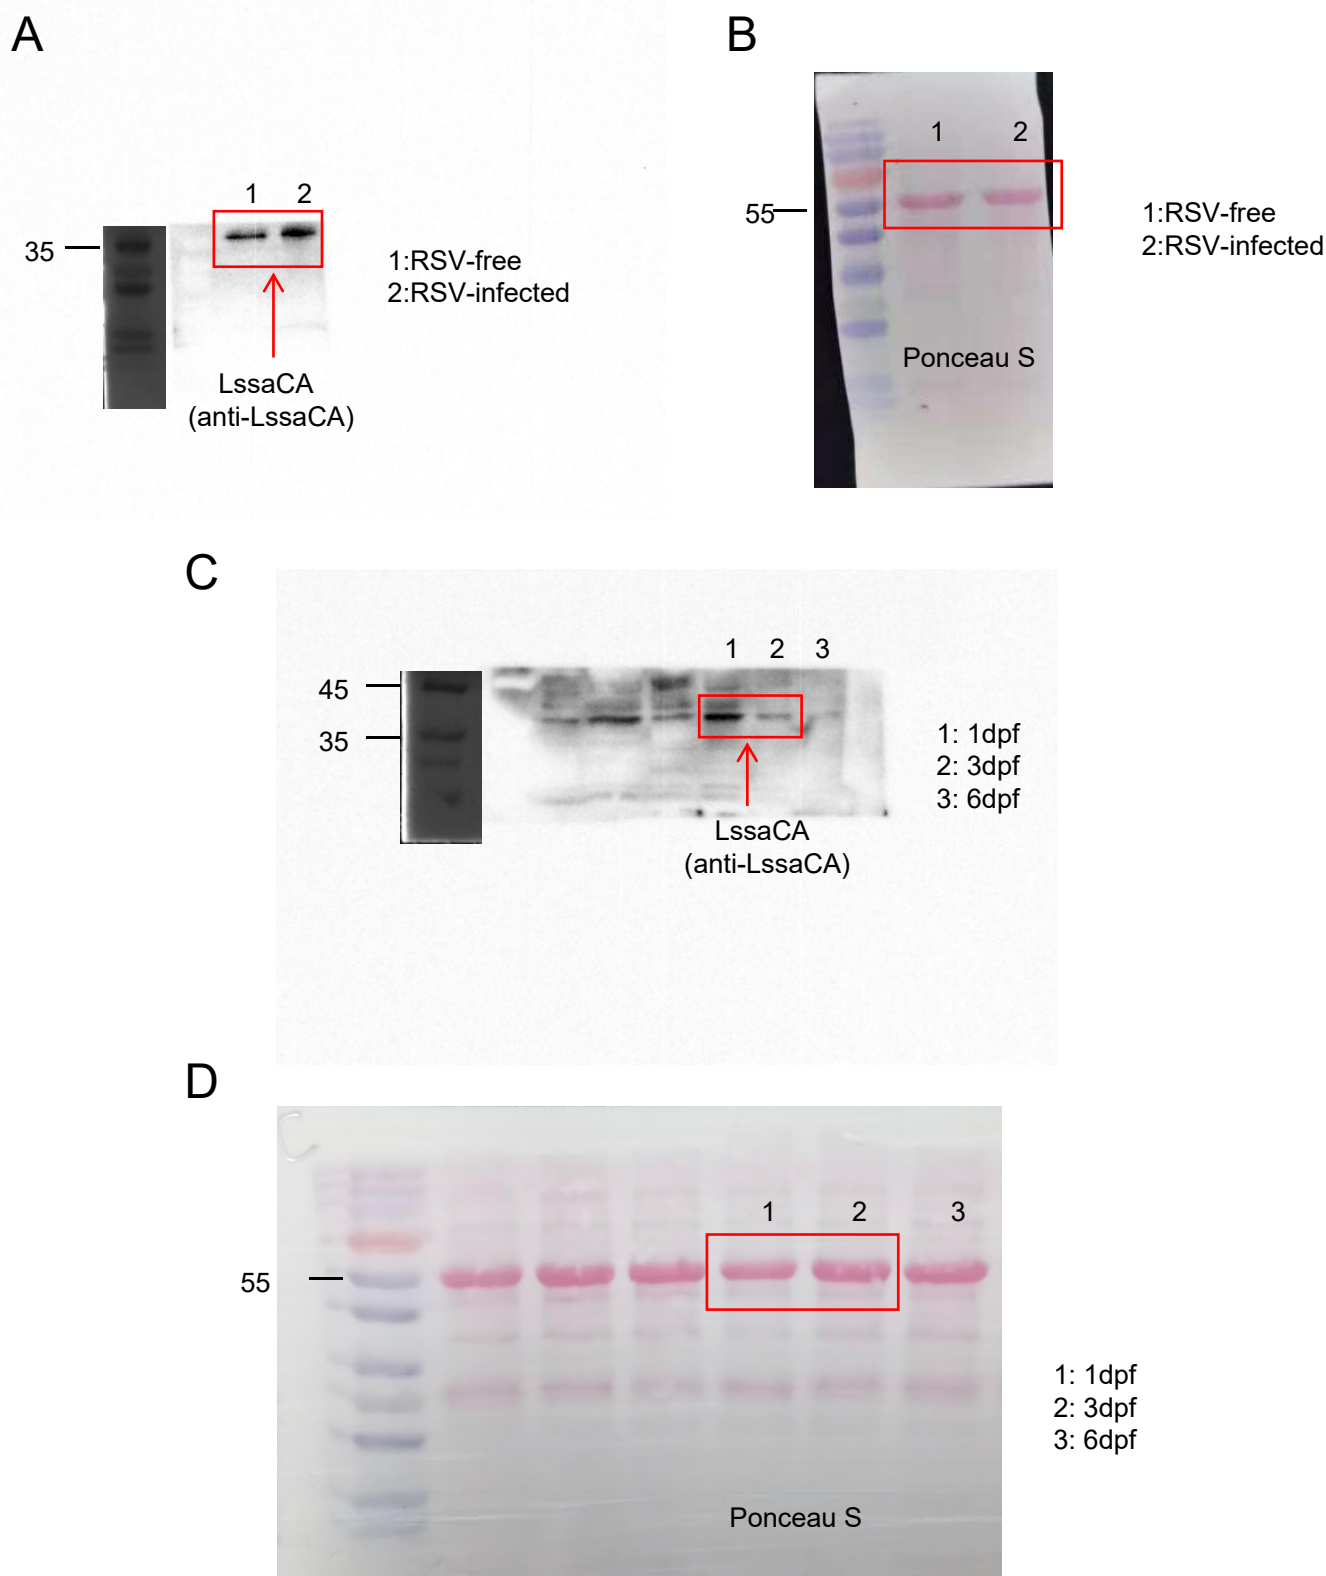 A
1 2
35
1:RSV-free
2:RSV-infected
LssaCA
(anti-LssaCA)
B
1 2
55
1:RSV-free
2:RSV-infected
Ponceau S
C
1 2 3
45
35
1: 1dpf
2: 3dpf
3: 6dpf
LssaCA
(anti-LssaCA)
D
1 2 3
55
1: 1dpf
2: 3dpf
3: 6dpf
Ponceau S